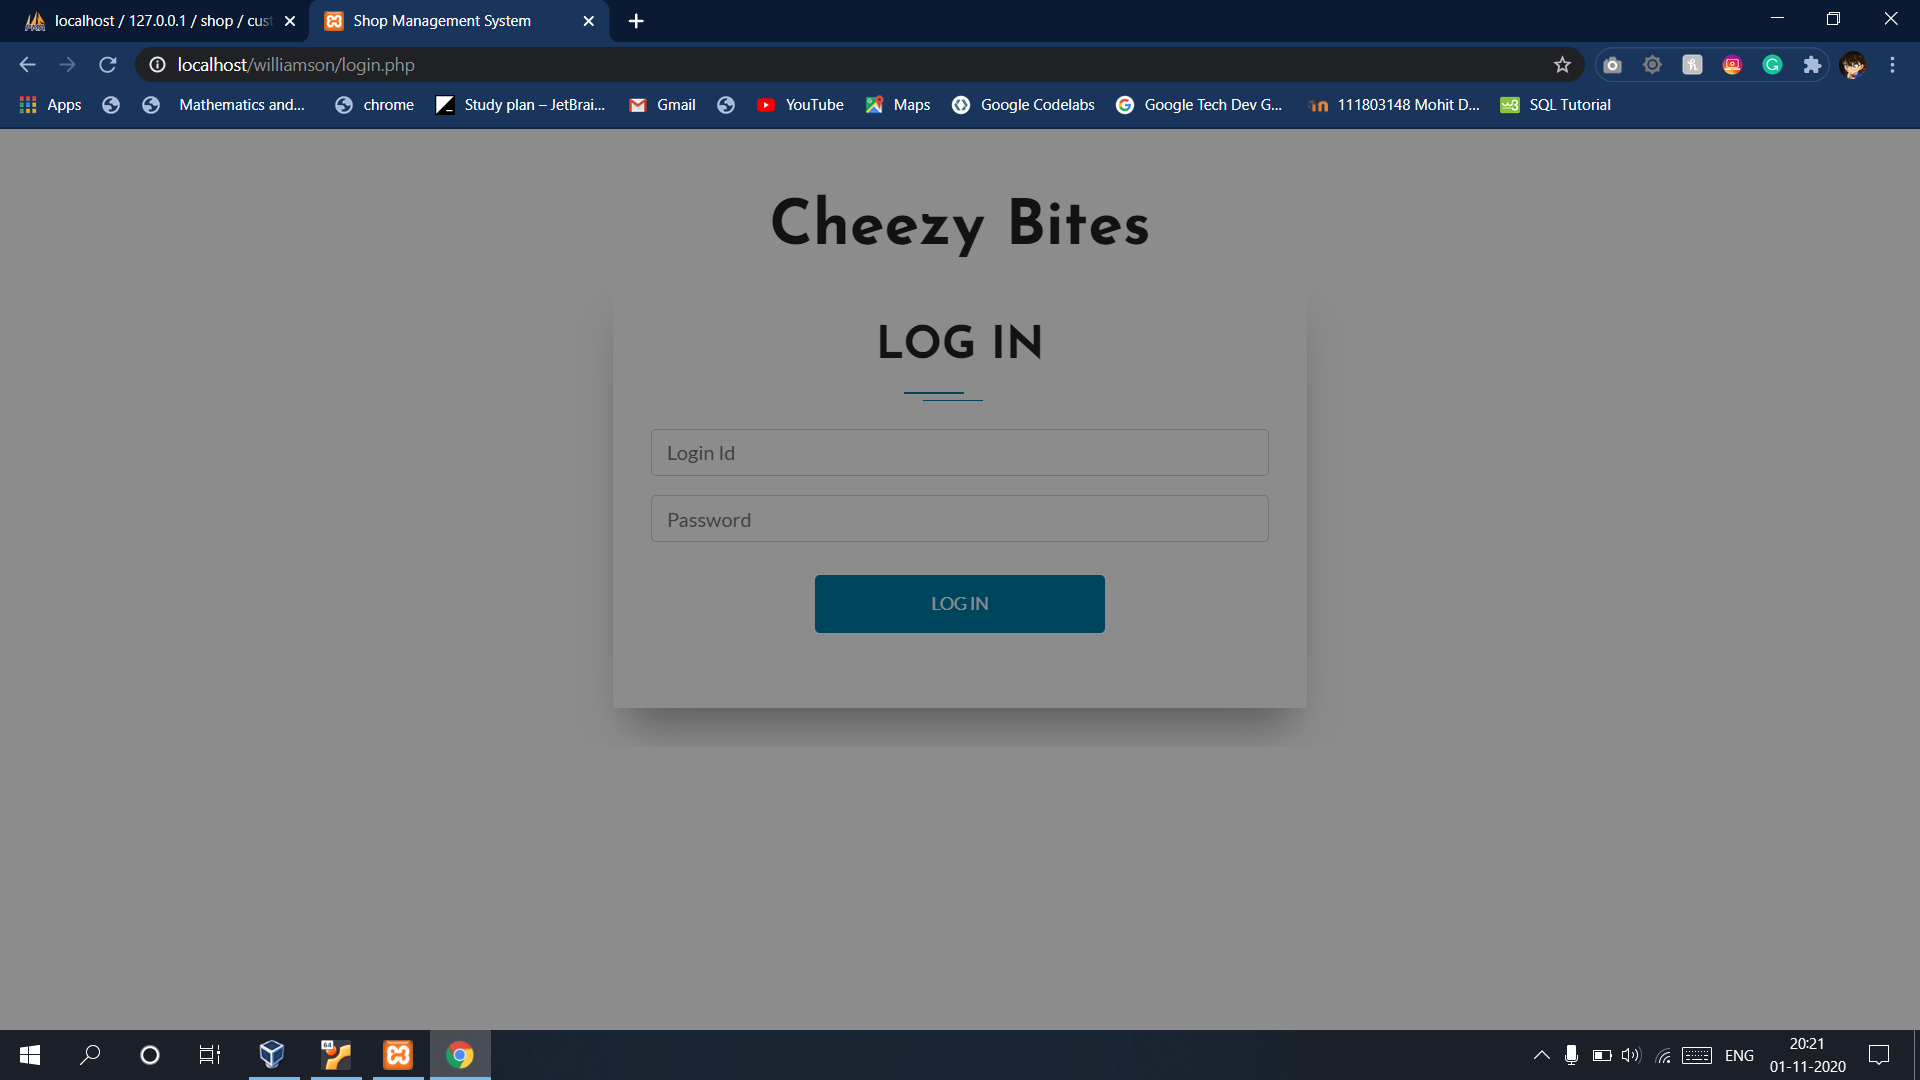 localhost / 127.0.0.1 / shop / cust
Shop Management System
localhost/williamson/login.php
Apps
Mathematics and...
chrome
Study plan – JetBrai...
Gmail
YouTube
Maps
Google Codelabs
Google Tech Dev G...
111803148 Mohit D...
SQL Tutorial
Cheezy Bites
LOG IN
Login Id
Password
LOG IN
64
ENG
20:21
01-11-2020